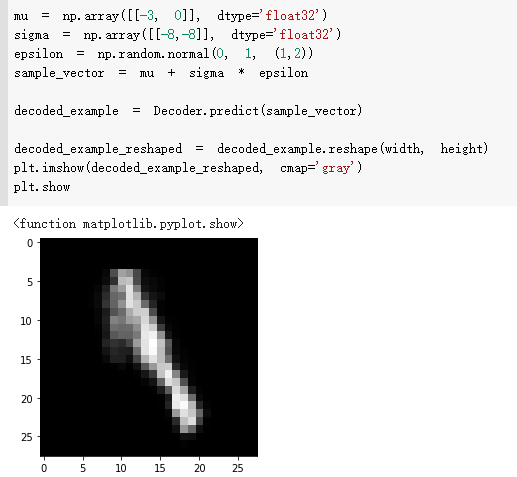 mu = np.array([[-3, 0]], dtype='float32')
sigma = np.array([[-8,-8]], dtype='float32')
epsilon = np.random.normal(0, 1, (1,2))
sample_vector = mu + sigma * epsilon
decoded_example = Decoder.predict(sample_vector)
decoded_example_reshaped = decoded_example.reshape(width, height)
plt.imshow(decoded_example_reshaped, cmap='gray')
plt.show
<function matplotlib.pyplot.show>
0
5
10
15
20
25
0 5 10 15 20 25